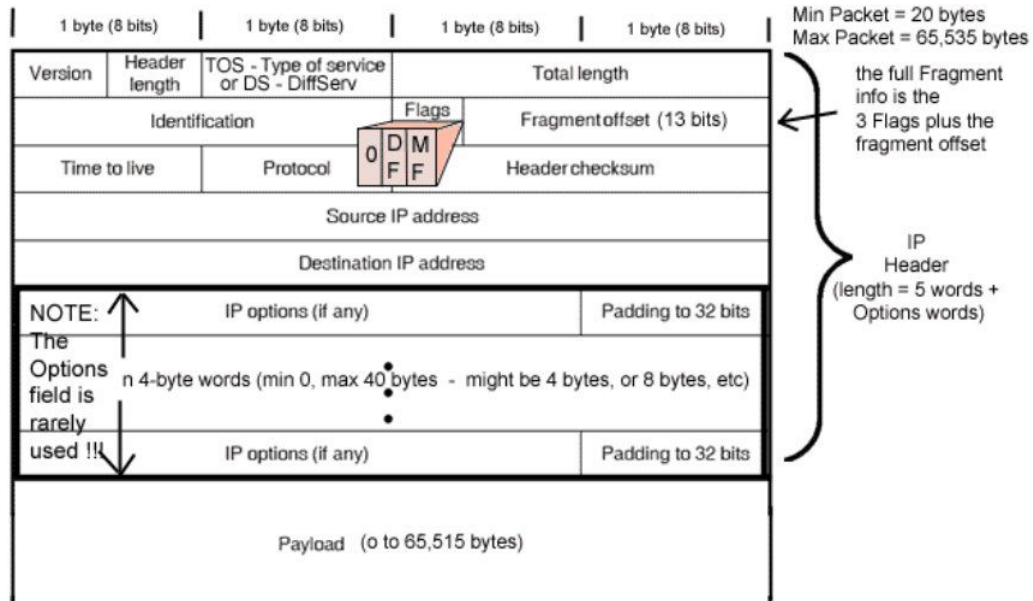 1 byte (8 bits) 1 byte (8 bits) 1 byte (8 bits) 1 byte (8 bits)
Min Packet = 20 bytes
Max Packet = 65,535 bytes
Version
Header
length
TOS - Type of service
or DS - DiffServ
Total length
the full Fragment
info is the
3 Flags plus the
fragment offset
Identification
Flags
Fragment offset (13 bits)
0
D
F
M
F
Time to live
Protocol
Header checksum
Source IP address
Destination IP address
IP
Header
(length = 5 words +
Options words)
NOTE:
The
Options
field is
rarely
used !!!
IP options (if any)
Padding to 32 bits
n 4-byte words (min 0, max 40 bytes - might be 4 bytes, or 8 bytes, etc)
IP options (if any)
Padding to 32 bits
Payload (o to 65,515 bytes)